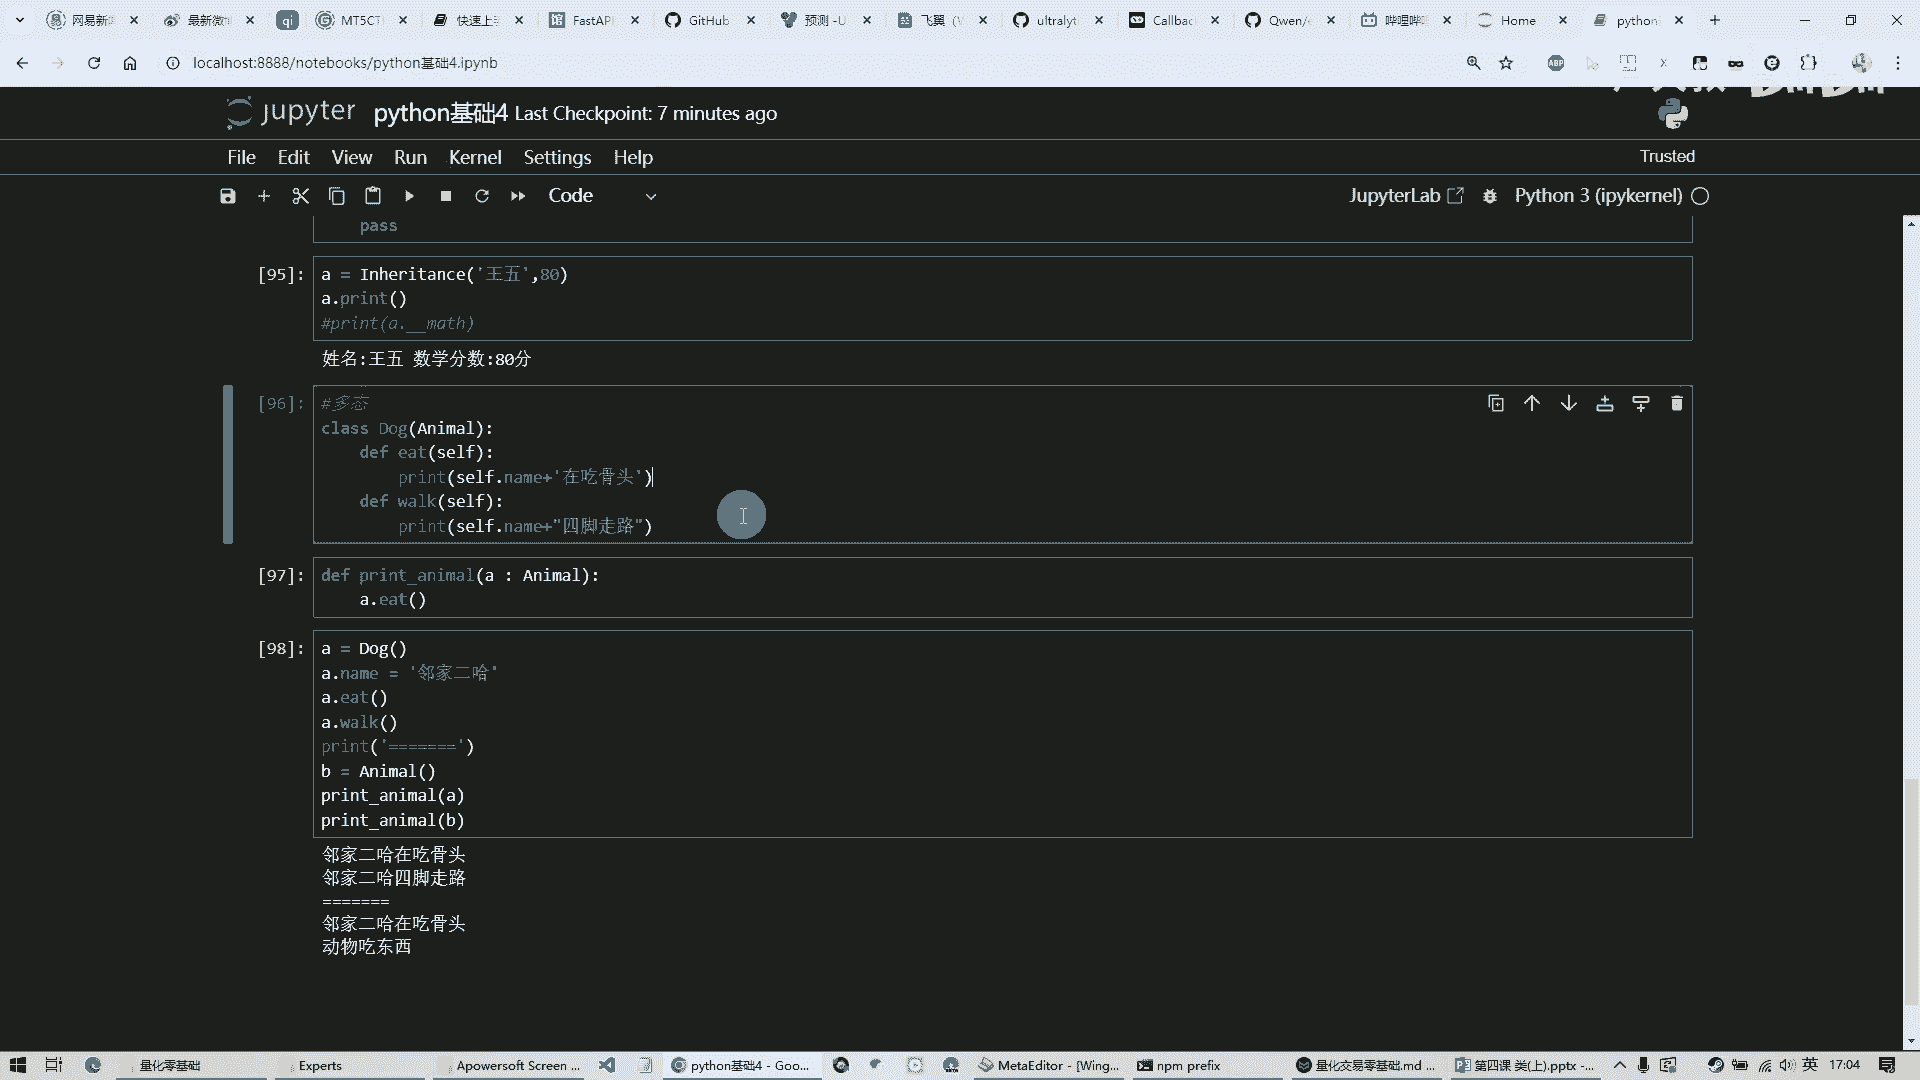 网易新
最新微
qi
MT5CT
快速上
FastAPI
GitHub
预测 - U
飞翼 (V
ultralyt
Callbac
Qwen/
哔哩哔
Home
python
localhost:8888/notebooks/python基础4.ipynb
ABP
jupyter python基础4 Last Checkpoint: 7 minutes ago
File Edit View Run Kernel Settings Help
Trusted
Code
JupyterLab
Python 3 (ipykernel)
pass
[95]:
a = Inheritance('王五',80)
a.print()
#print(a.__math)
姓名:王五 数学分数:80分
[96]:
#多态
class Dog(Animal):
def eat(self):
print(self.name+'在吃骨头')
def walk(self):
print(self.name+"四脚走路")
[97]:
def print_animal(a : Animal):
a.eat()
[98]:
a = Dog()
a.name = '邻家二哈'
a.eat()
a.walk()
print('=======')
b = Animal()
print_animal(a)
print_animal(b)
邻家二哈在吃骨头
邻家二哈四脚走路
=======
邻家二哈在吃骨头
动物吃东西
量化零基础
Experts
Apowersoft Screen ...
python基础4 - Goo...
MetaEditor - [Wing...
npm prefix
量化交易零基础.md ...
第四课 类(上).pptx -...
英
17:04